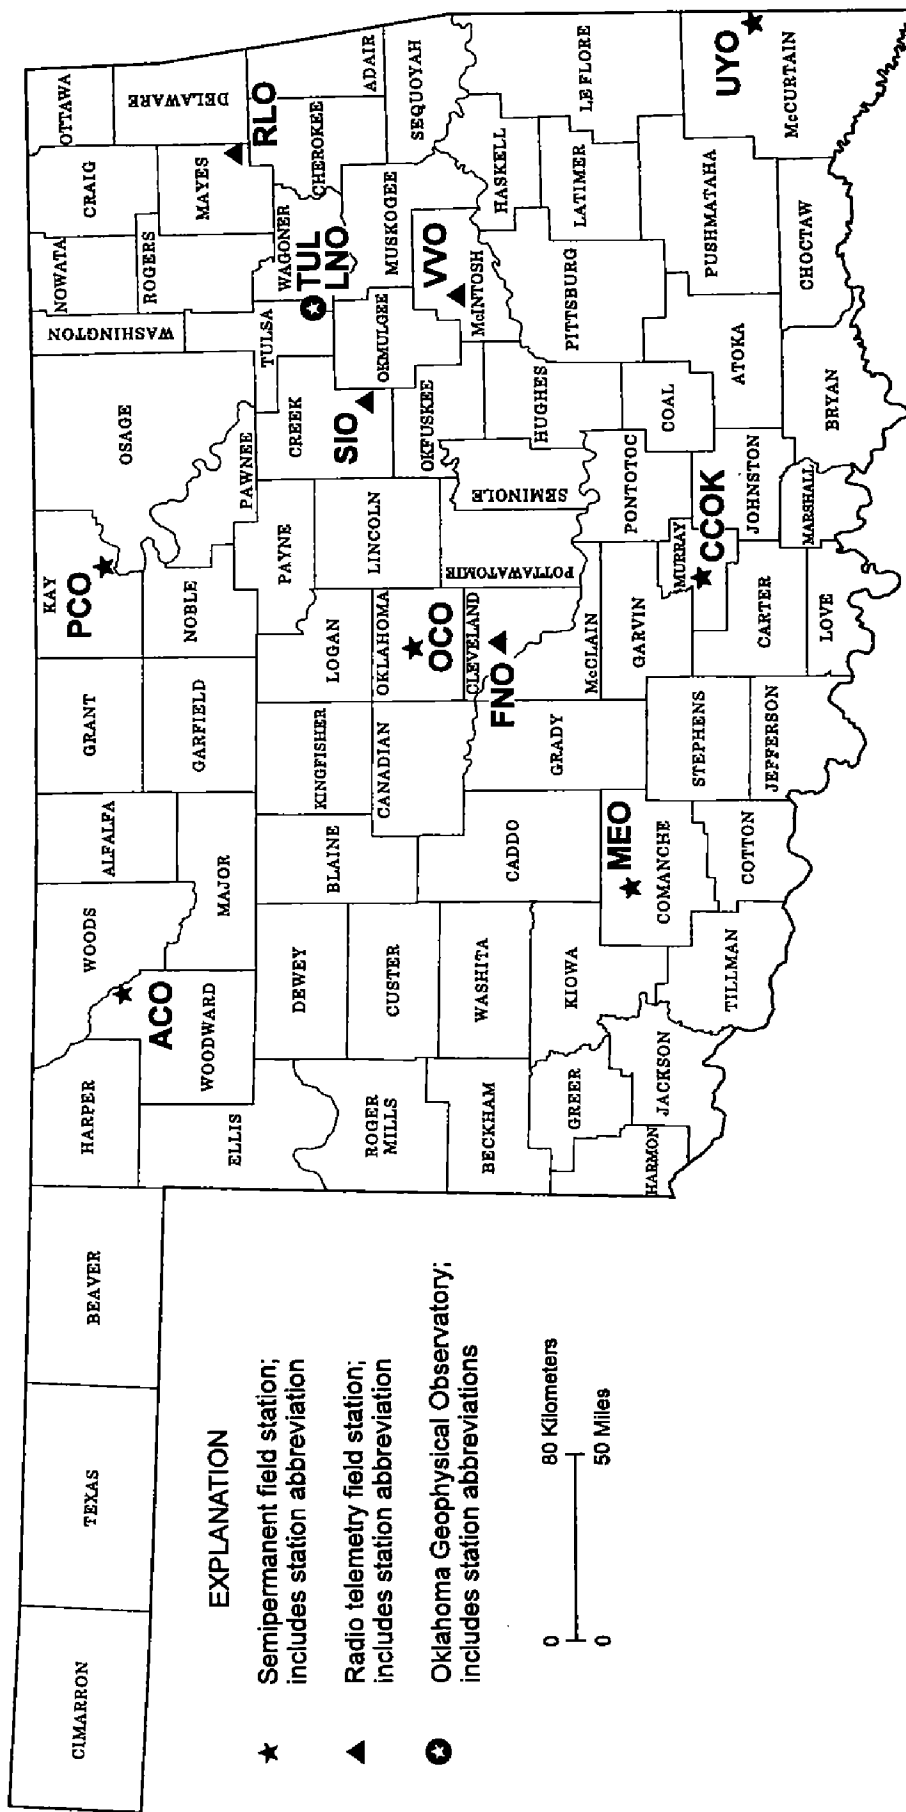 CIMARRON
TEXAS
BEAVER
HARPER
WOODS
ALFALFA
GRANT
KAY
PCO
OSAGE
WASHINGTON
NOWATA
CRAIG
OTTAWA
ROGERS
MAYES
DELAWARE
RLO
ACO
WOODWARD
ELLIS
MAJOR
GARFIELD
NOBLE
PAWNEE
PAYNE
TULSA
WAGONER
TUL
LNO
CHEROKEE
ADAIR
DEWEY
BLAINE
KINGFISHER
LOGAN
LINCOLN
CREEK
SIO
OKMULGEE
MUSKOGEE
SEQUOYAH
ROGER
MILLS
CUSTER
CANADIAN
OKLAHOMA
OCO
OKFUSKEE
VVO
McINTOSH
HASKELL
BECKHAM
WASHITA
CADDO
GRADY
CLEVELAND
FNO
McCLAIN
POTTAWATOMIE
SEMINOLE
HUGHES
PITTSBURG
LATIMER
LE FLORE
GREER
KIOWA
HARMON
JACKSON
MEO
COMANCHE
GARVIN
MURRAY
PONTOTOC
COAL
CCOK
TILLMAN
COTTON
STEPHENS
JEFFERSON
CARTER
JOHNSTON
ATOKA
PUSHMATAHA
UYO
McCURTAIN
LOVE
MARSHALL
BRYAN
CHOCTAW
EXPLANATION
Semipermanent field station;
includes station abbreviation
Radio telemetry field station;
includes station abbreviation
Oklahoma Geophysical Observatory;
includes station abbreviations
0 80 Kilometers
0 50 Miles